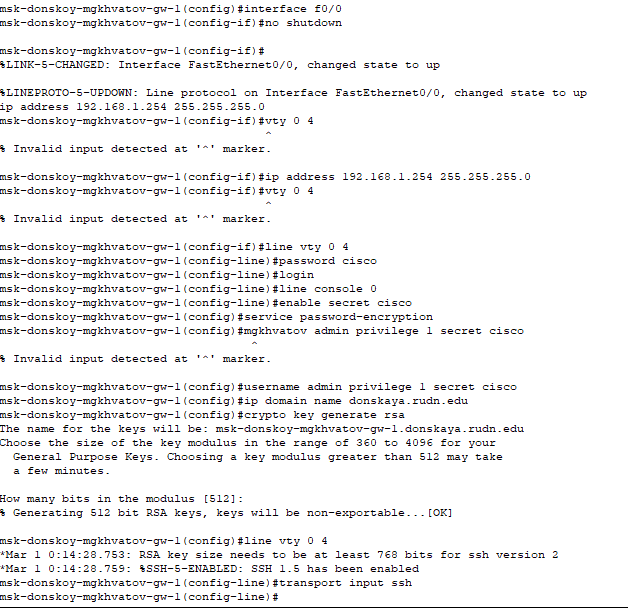 msk-donskoy-mgkhvatov-gw-1(config)#interface f0/0
msk-donskoy-mgkhvatov-gw-1(config-if)#no shutdown
msk-donskoy-mgkhvatov-gw-1(config-if)#
%LINK-5-CHANGED: Interface FastEthernet0/0, changed state to up
%LINEPROTO-5-UPDOWN: Line protocol on Interface FastEthernet0/0, changed state to up
ip address 192.168.1.254 255.255.255.0
msk-donskoy-mgkhvatov-gw-1(config-if)#vty 0 4
^
% Invalid input detected at '^' marker.
msk-donskoy-mgkhvatov-gw-1(config-if)#ip address 192.168.1.254 255.255.255.0
msk-donskoy-mgkhvatov-gw-1(config-if)#vty 0 4
^
% Invalid input detected at '^' marker.
msk-donskoy-mgkhvatov-gw-1(config-if)#line vty 0 4
msk-donskoy-mgkhvatov-gw-1(config-line)#password cisco
msk-donskoy-mgkhvatov-gw-1(config-line)#login
msk-donskoy-mgkhvatov-gw-1(config-line)#line console 0
msk-donskoy-mgkhvatov-gw-1(config-line)#enable secret cisco
msk-donskoy-mgkhvatov-gw-1(config)#service password-encryption
msk-donskoy-mgkhvatov-gw-1(config)#mgkhvatov admin privilege 1 secret cisco
^
% Invalid input detected at '^' marker.
msk-donskoy-mgkhvatov-gw-1(config)#username admin privilege 1 secret cisco
msk-donskoy-mgkhvatov-gw-1(config)#ip domain name donskaya.rudn.edu
msk-donskoy-mgkhvatov-gw-1(config)#crypto key generate rsa
The name for the keys will be: msk-donskoy-mgkhvatov-gw-1.donskaya.rudn.edu
Choose the size of the key modulus in the range of 360 to 4096 for your
General Purpose Keys. Choosing a key modulus greater than 512 may take
a few minutes.
How many bits in the modulus [512]:
% Generating 512 bit RSA keys, keys will be non-exportable...[OK]
msk-donskoy-mgkhvatov-gw-1(config)#line vty 0 4
*Mar 1 0:14:28.753: RSA key size needs to be at least 768 bits for ssh version 2
*Mar 1 0:14:28.759: %SSH-5-ENABLED: SSH 1.5 has been enabled
msk-donskoy-mgkhvatov-gw-1(config-line)#transport input ssh
msk-donskoy-mgkhvatov-gw-1(config-line)#